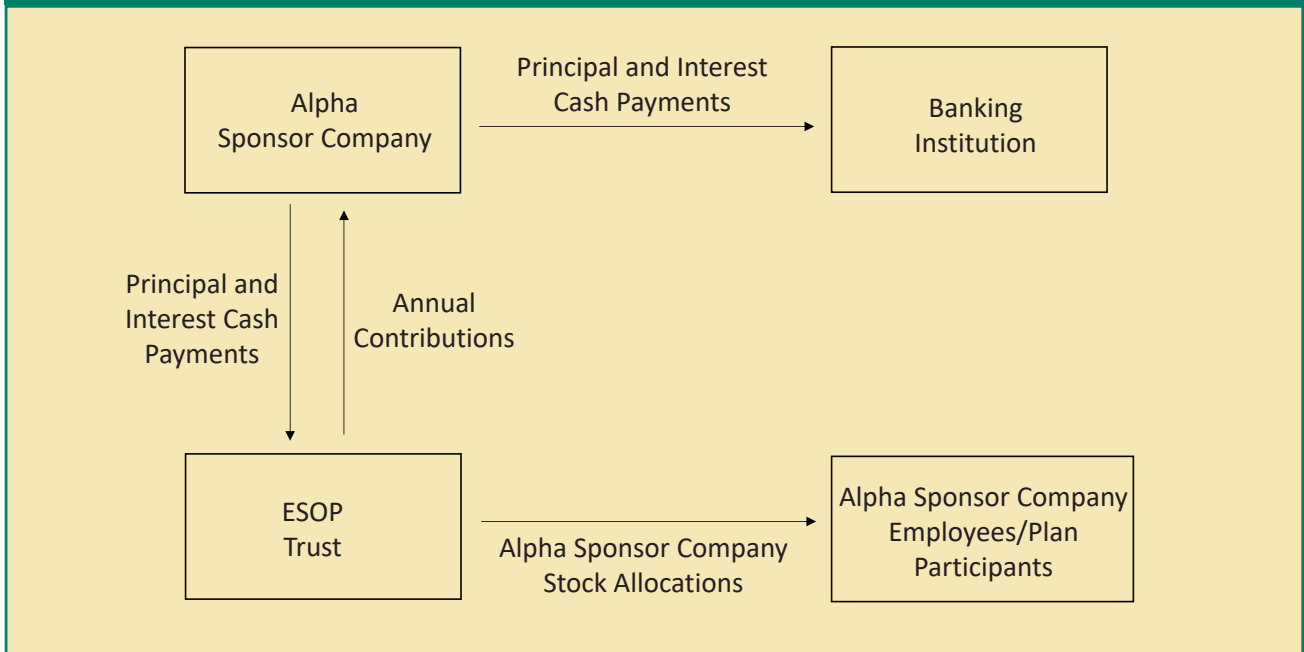 Alpha
Sponsor Company
Principal and Interest
Cash Payments
Banking
Institution
Principal and
Interest Cash
Payments
Annual
Contributions
ESOP
Trust
Alpha Sponsor Company
Stock Allocations
Alpha Sponsor Company
Employees/Plan
Participants